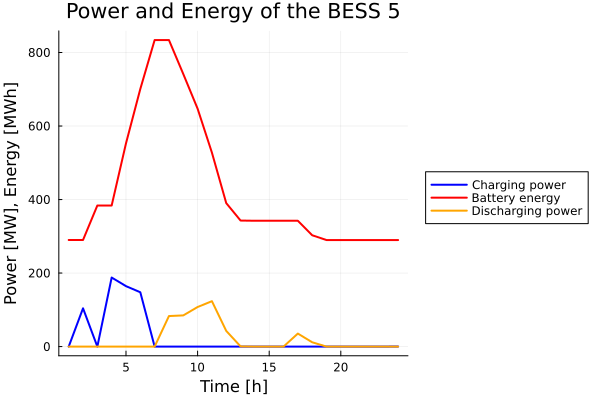 Power and Energy of the BESS 5
Power [MW], Energy [MWh]
800
600
400
200
0
5
10
15
20
Time [h]
Charging power
Battery energy
Discharging power